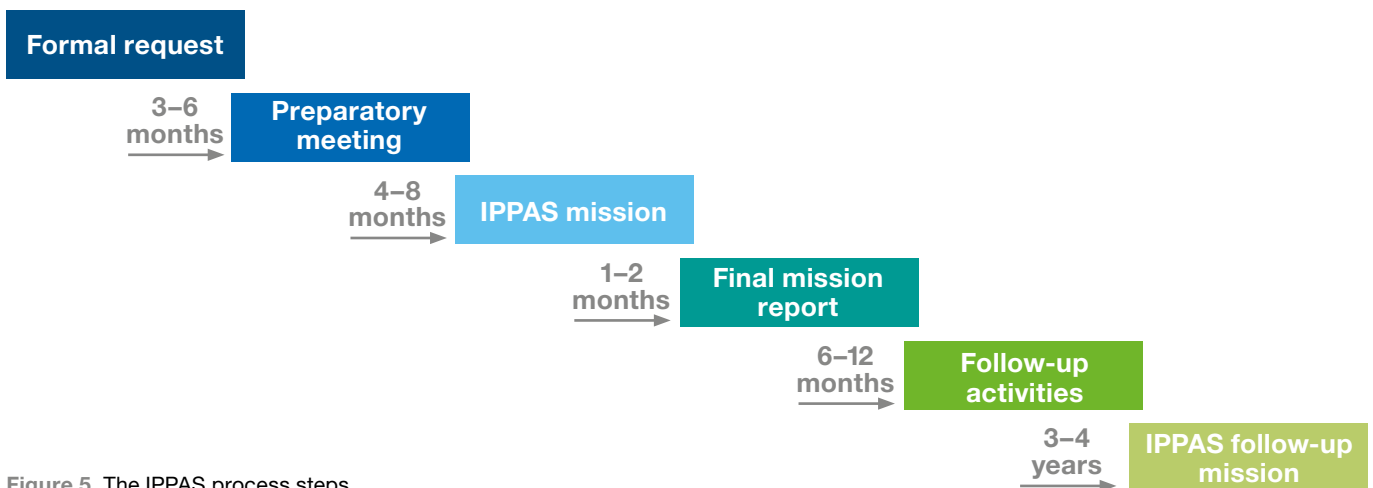 Formal request
3–6
months
Preparatory
meeting
4–8
months
IPPAS mission
1–2
months
Final mission
report
6–12
months
Follow-up
activities
3–4
years
IPPAS follow-up
mission
Figure 5. The IPPAS process steps